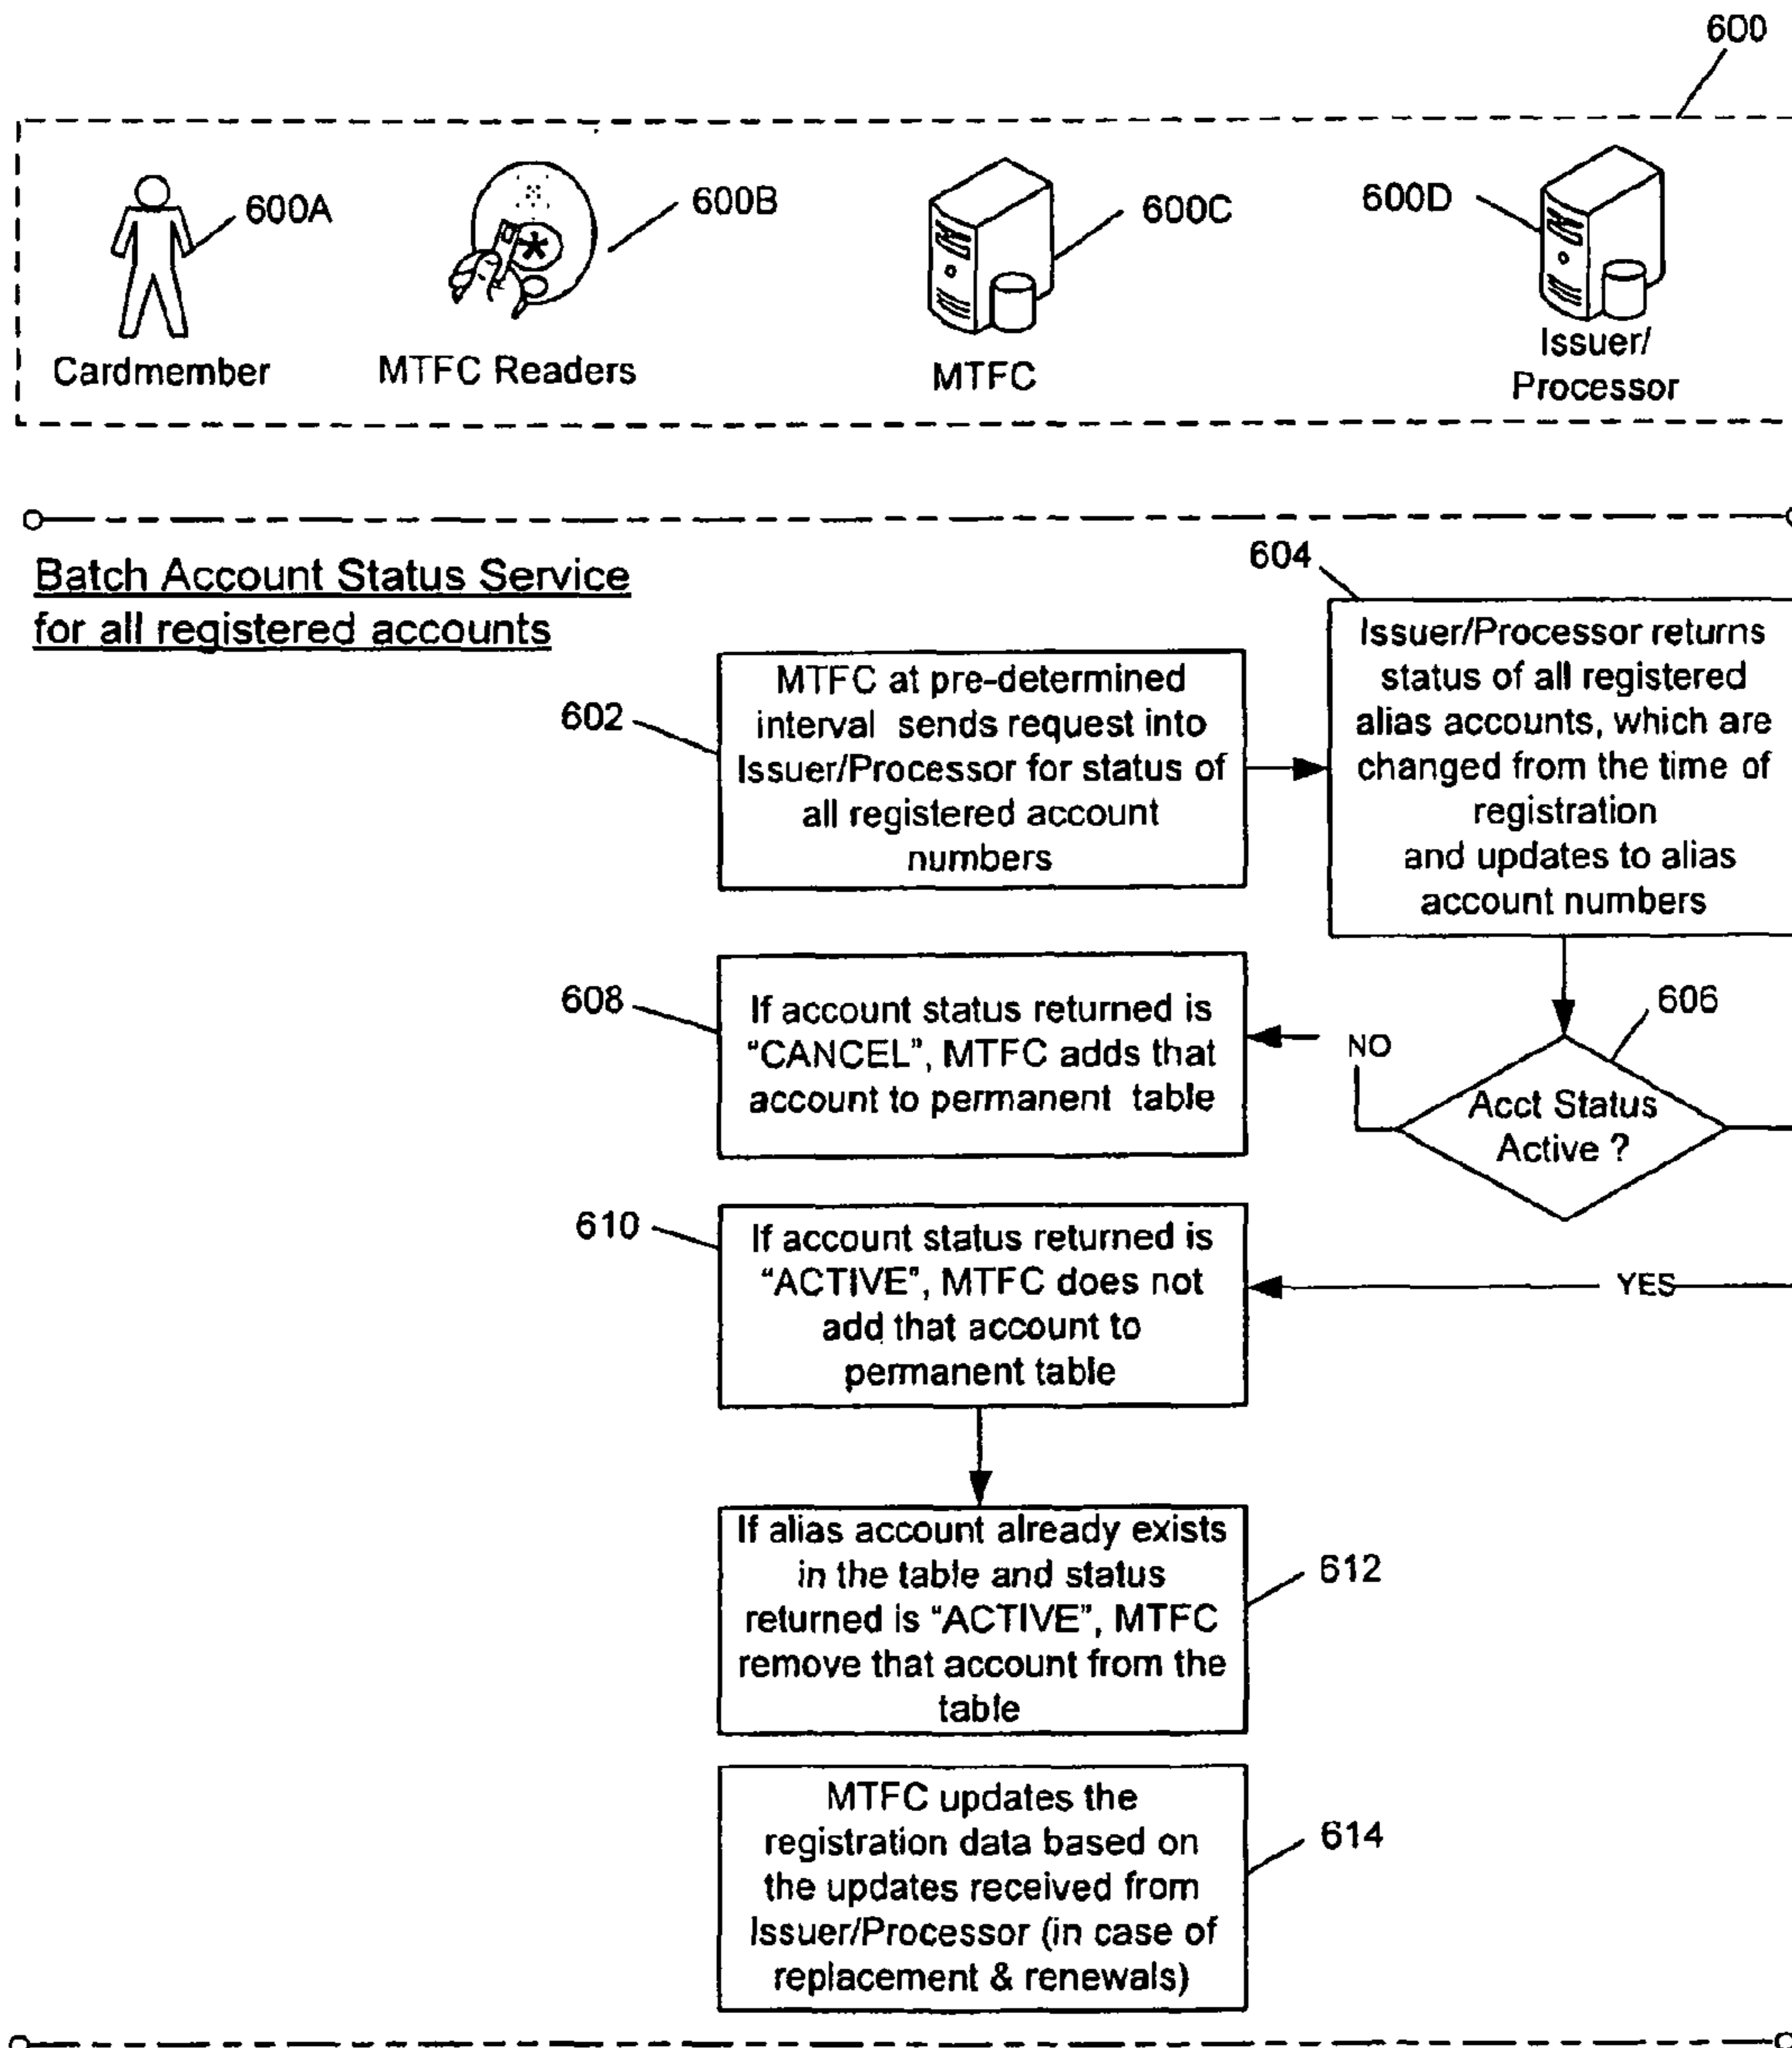 600
600A
600B
600C
600D
Cardmember
MTFC Readers
MTFC
Issuer/
Processor
Batch Account Status Service
for all registered accounts
602
MTFC at pre-determined
interval sends request into
Issuer/Processor for status of
all registered account
numbers
604
Issuer/Processor returns
status of all registered
alias accounts, which are
changed from the time of
registration
and updates to alias
account numbers
606
Acct Status
Active ?
NO
608
If account status returned is
"CANCEL", MTFC adds that
account to permanent table
YES
610
If account status returned is
"ACTIVE", MTFC does not
add that account to
permanent table
612
If alias account already exists
in the table and status
returned is "ACTIVE", MTFC
remove that account from the
table
614
MTFC updates the
registration data based on
the updates received from
Issuer/Processor (in case of
replacement & renewals)